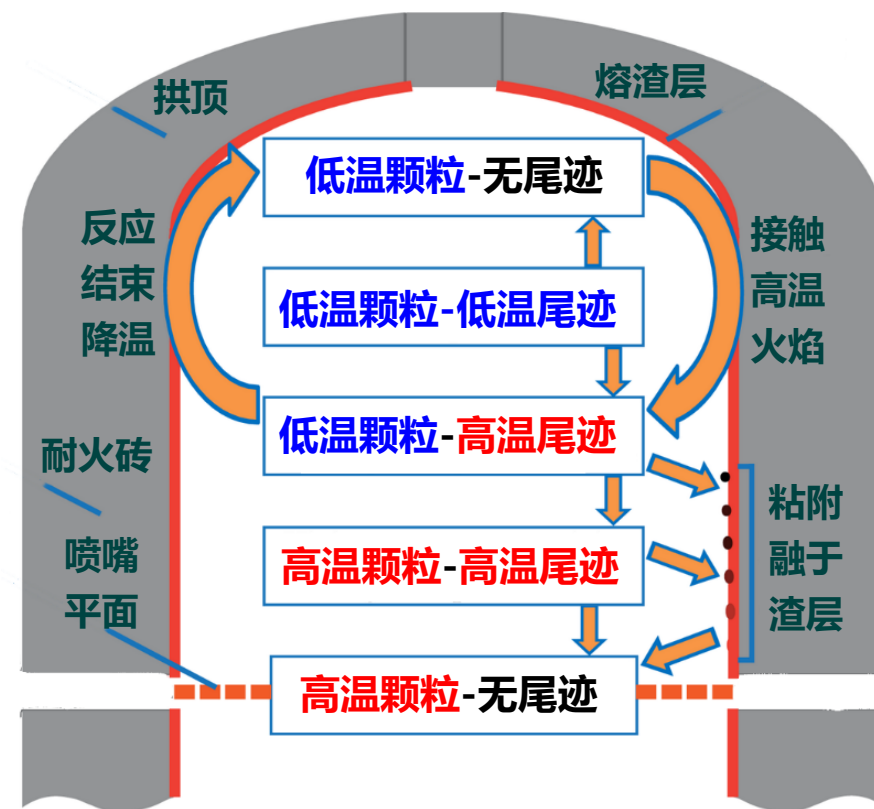 拱顶
熔渣层
低温颗粒-无尾迹
反应
结束
降温
接触
高温
火焰
低温颗粒-低温尾迹
低温颗粒-高温尾迹
耐火砖
粘附
融于
渣层
高温颗粒-高温尾迹
喷嘴
平面
高温颗粒-无尾迹